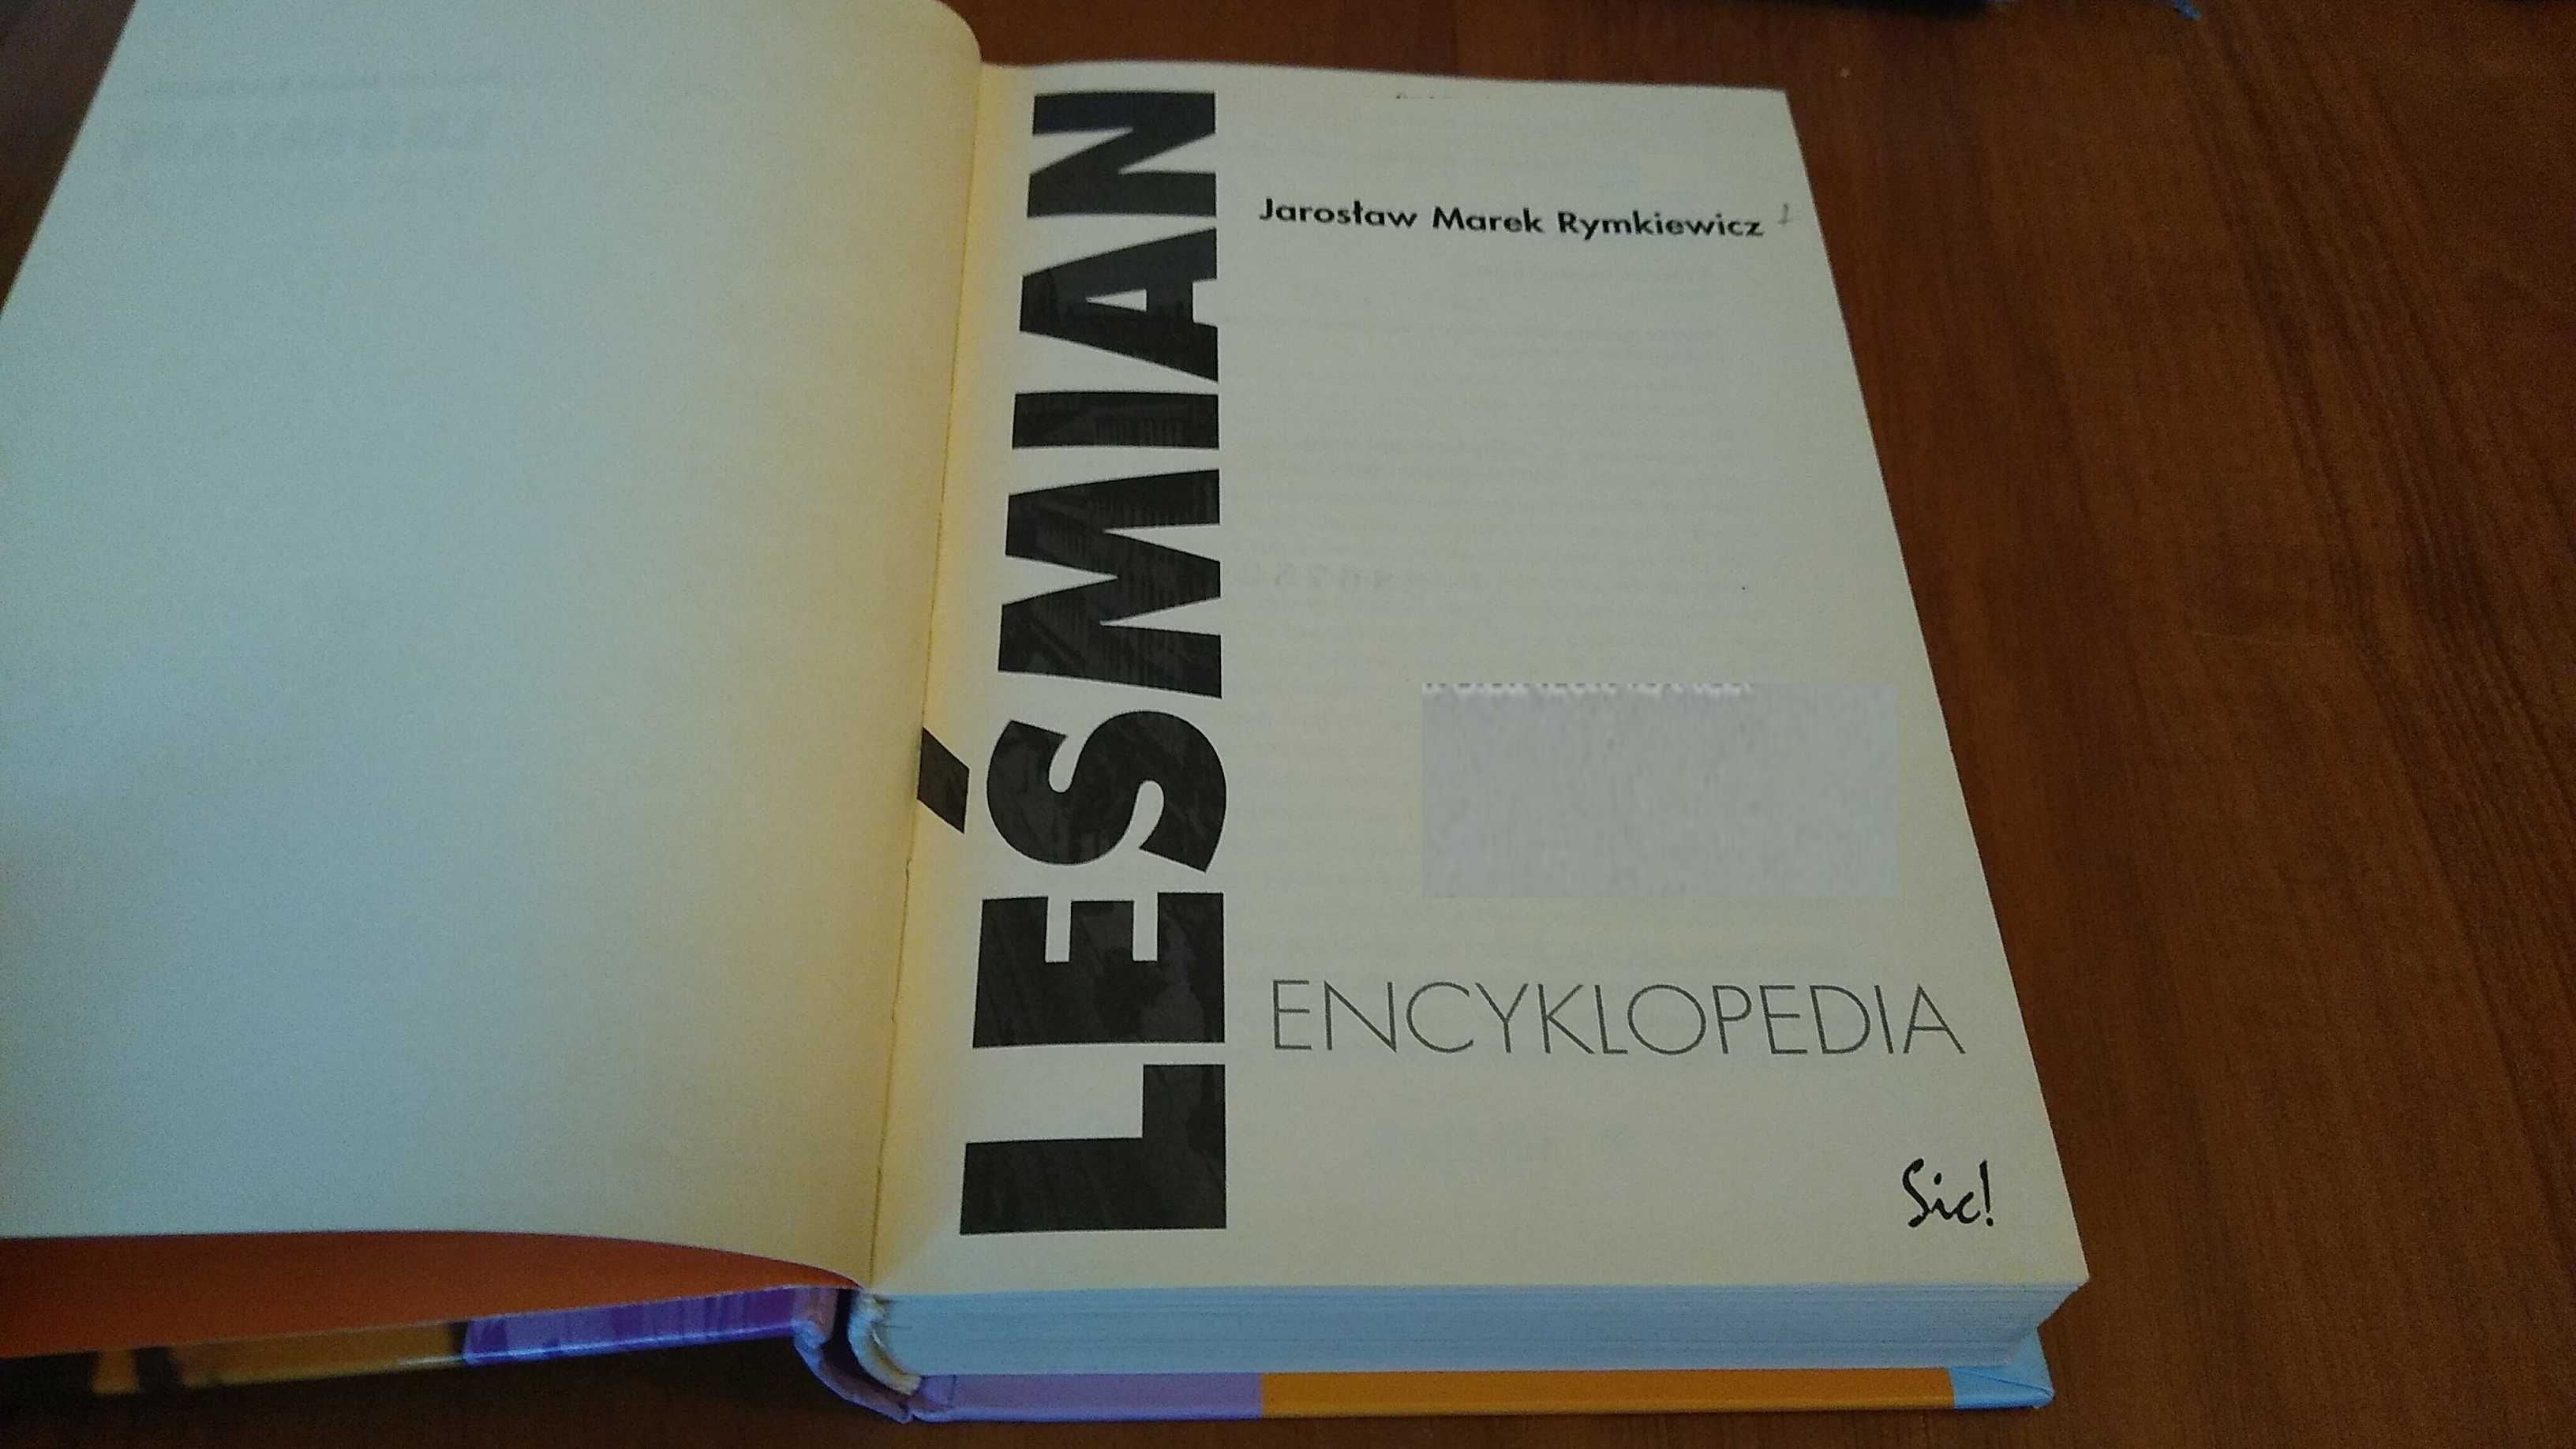 LEŚMIAN
Jarosław Marek Rymkiewicz
ENCYKLOPEDIA
Sic!